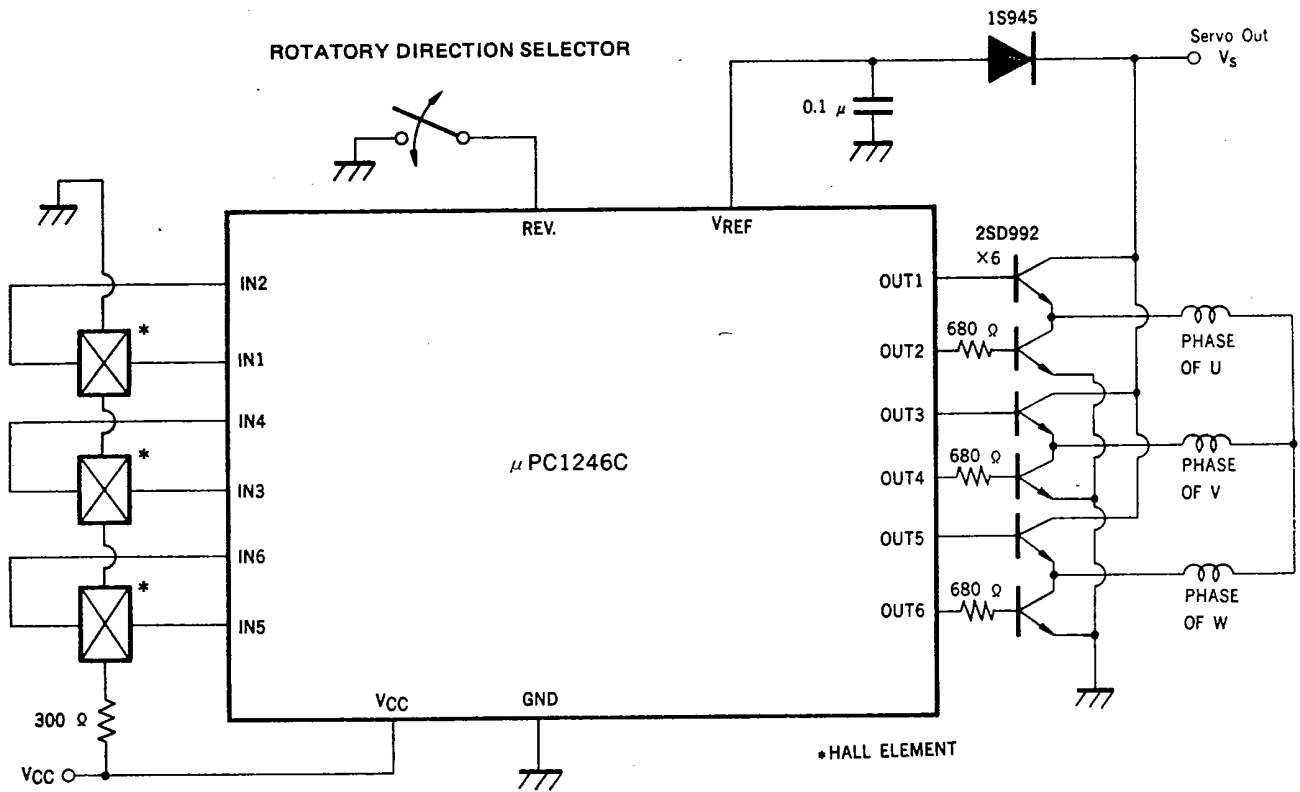 1S945
Servo Out
Vs
ROTATORY DIRECTION SELECTOR
0.1 μ
REV.
VREF
2SD992
×6
IN2
OUT1
*
680 Ω
PHASE
OF U
IN1
OUT2
IN4
OUT3
*
μPC1246C
680 Ω
PHASE
OF V
IN3
OUT4
IN6
OUT5
*
680 Ω
PHASE
OF W
IN5
OUT6
300 Ω
VCC
GND
*HALL ELEMENT
VCC